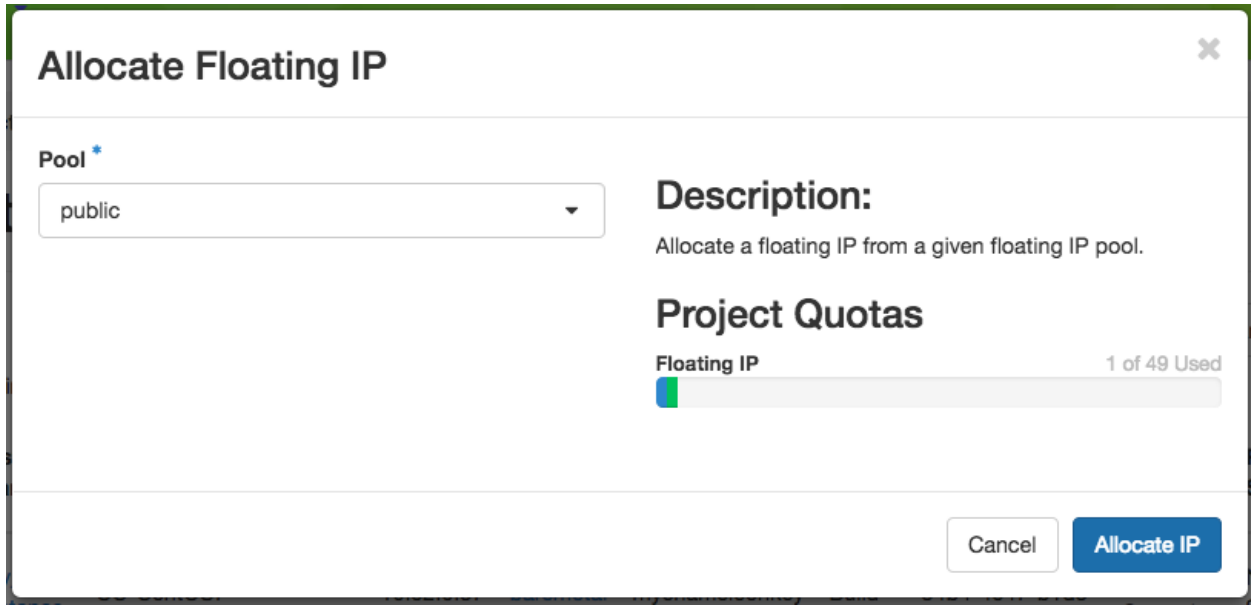 Allocate Floating IP
×
Pool *
public
Description:
Allocate a floating IP from a given floating IP pool.
Project Quotas
Floating IP 1 of 49 Used
Cancel Allocate IP